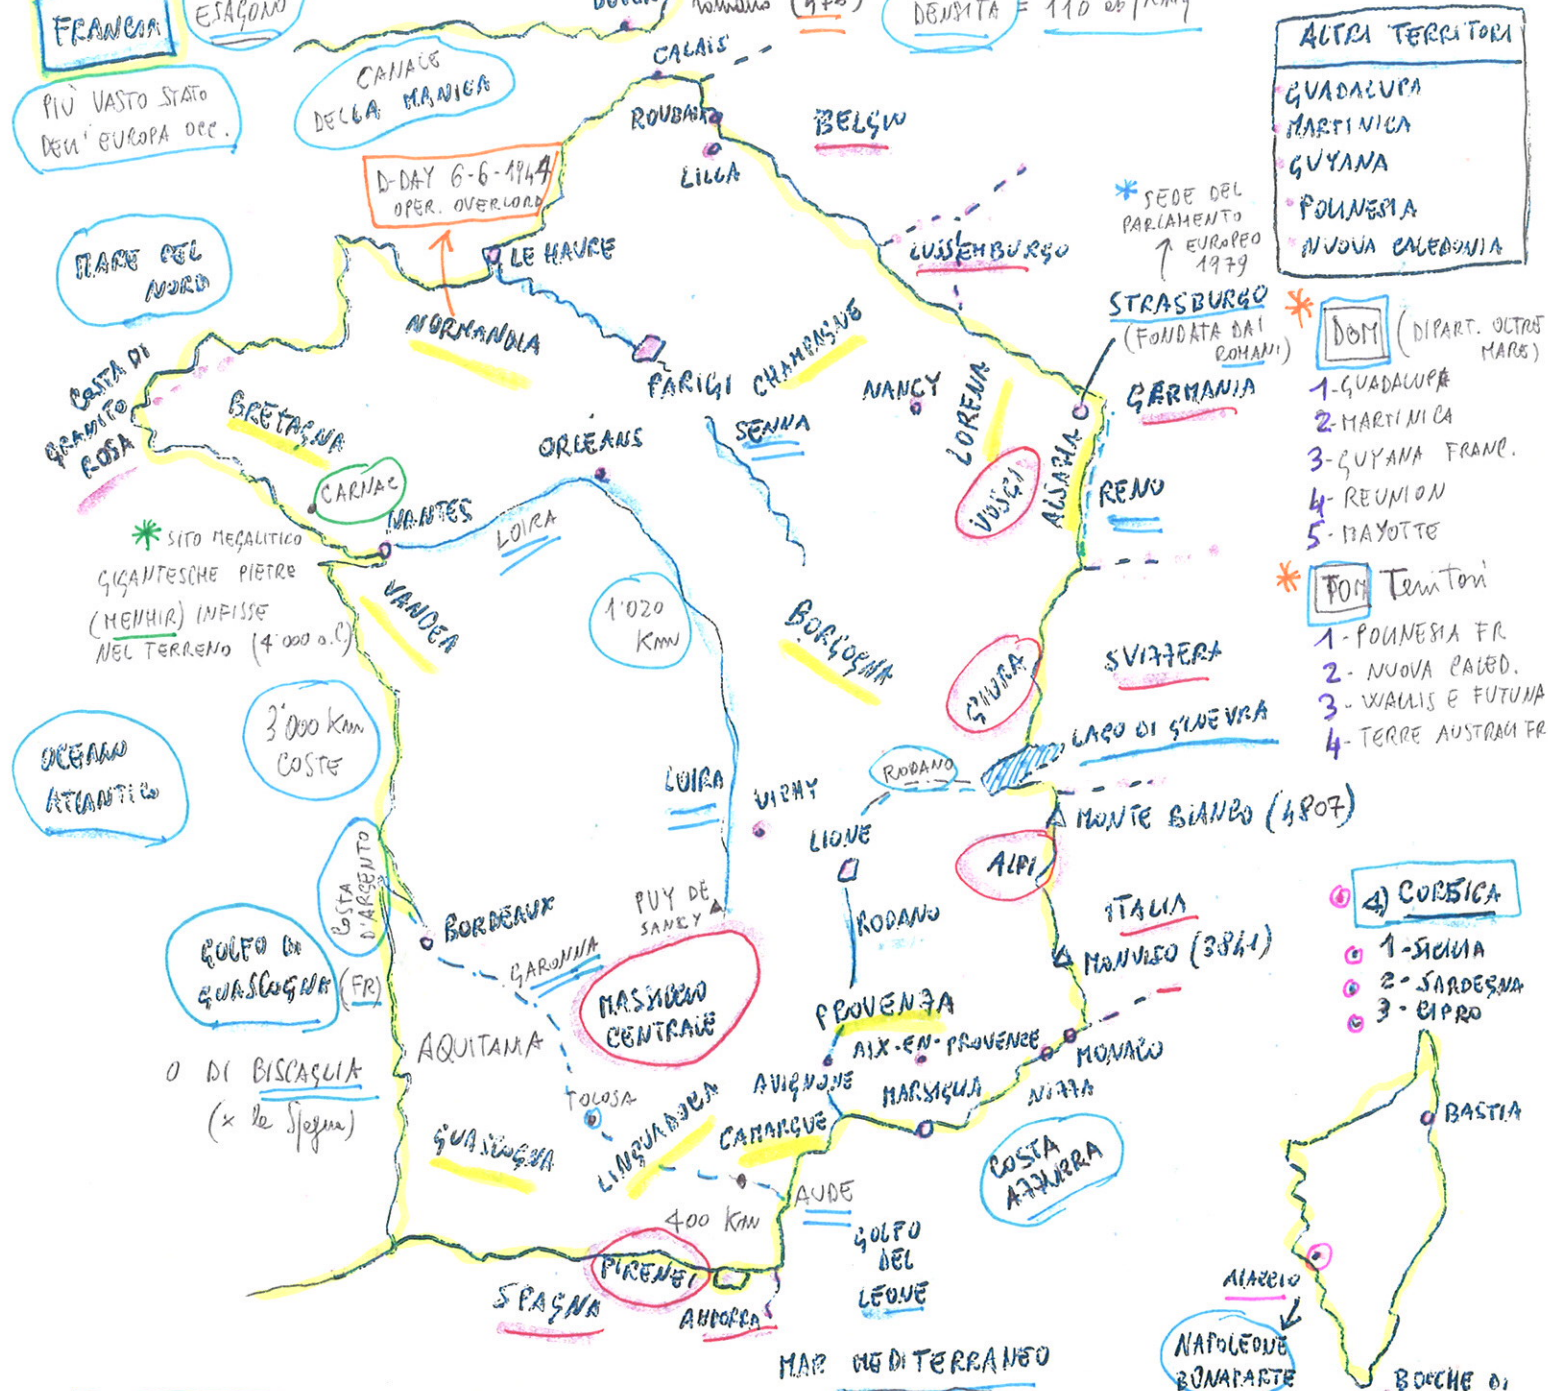 FRANCIA
ESAGONO
DENSITÀ = 110 ab/Kmq
PIÙ VASTO STATO
DELL'EUROPA OCC.
CANALE
DELLA MANICA
CALAIS
ROUBAIX
LILLA
BELGIO
ALTRI TERRITORI
GUADALUPA
MARTINICA
GUYANA
POLINESIA
NUOVA CALEDONIA
D-DAY 6-6-1944
OPER. OVERLORD
* SEDE DEL
PARLAMENTO
EUROPEO
1979
MARE DEL
NORD
LE HAVRE
LUSSEMBURGO
STRASBURGO
(FONDATA DAI
ROMANI)
* DOM (DIPART. OLTRE
MARE)
1-GUADALUPA
2-MARTINICA
3-GUYANA FRANC.
4-REUNION
5-MAYOTTE
NORMANDIA
PARIGI
CHAMPAGNE
NANCY
LORENA
GERMANIA
COSTA DI
GRANITO
ROSA
BRETAGNA
ORLÉANS
SENNA
VOSGI
ALSAZIA
RENO
CARNAC
NANTES
LOIRA
* SITO MEGALITICO
GIGANTESCHE PIETRE
(MENHIR) INFISSE
NEL TERRENO (4'000 a.C.)
VANDEA
1'020
Km
BORGOGNA
* TOM Territori
1-POLINESIA FR
2-NUOVA CALED.
3-WALLIS E FUTUNA
4-TERRE AUSTRALI FR
GIURA
SVIZZERA
3'000 Km
COSTE
OCEANO
ATLANTICO
LAGO DI GINEVRA
RODANO
LOIRA
VICHY
LIONE
MONTE BIANCO (4807)
ALPI
COSTA
D'ARGENTO
BORDEAUX
PUY DE
SANCY
RODANO
ITALIA
4) CORSICA
1-SICILIA
2-SARDEGNA
3-CIPRO
GOLFO DI
GUASCOGNA (FR)
GARONNA
MASSICCIO
CENTRALE
MONVISO (3841)
PROVENZA
AIX-EN-PROVENCE
MONACO
AQUITANIA
O DI BISCAGLIA
(x la Spagna)
TOLOSA
AVIGNONE
MARSIGLIA
NIZZA
BASTIA
GUASCOGNA
LINGUADOCA
CAMARGUE
COSTA
AZZURRA
AUDE
400 Km
GOLFO
DEL
LEONE
PIRENEI
SPAGNA
ANDORRA
AIACCIO
NAPOLEONE
BONAPARTE
MAR MEDITERRANEO
BOCCHE DI